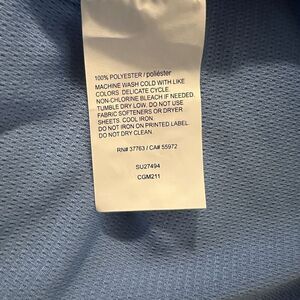 100% POLYESTER / poliéster
MACHINE WASH COLD WITH LIKE
COLORS DELICATE CYCLE.
NON-CHLORINE BLEACH IF NEEDED.
TUMBLE DRY LOW. DO NOT USE
FABRIC SOFTENERS OR DRYER
SHEETS. COOL IRON.
DO NOT IRON ON PRINTED LABEL.
DO NOT DRY CLEAN.
RN# 37763 / CA# 55972
SU27494
CGM211